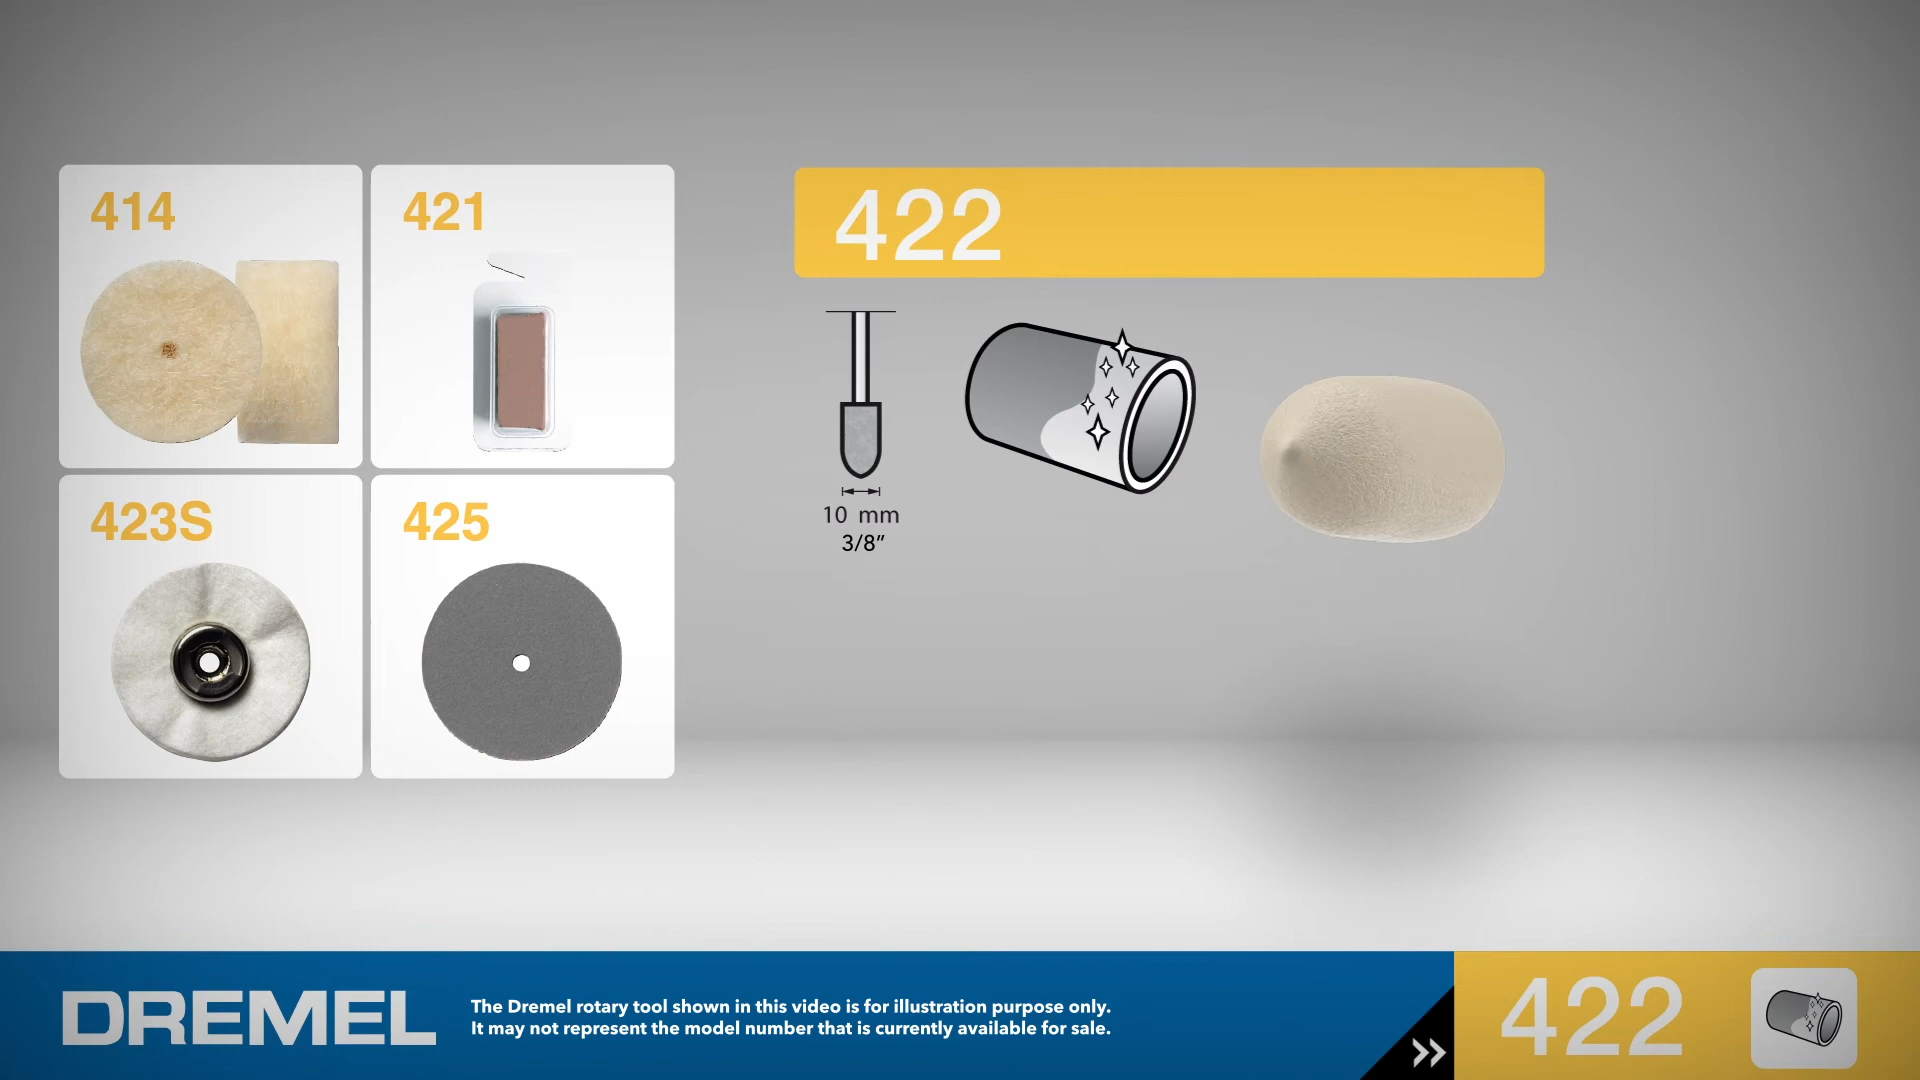 414
421
423S
425
422
10 mm
3/8"
DREMEL
The Dremel rotary tool shown in this video is for illustration purpose only.
It may not represent the model number that is currently available for sale.
422